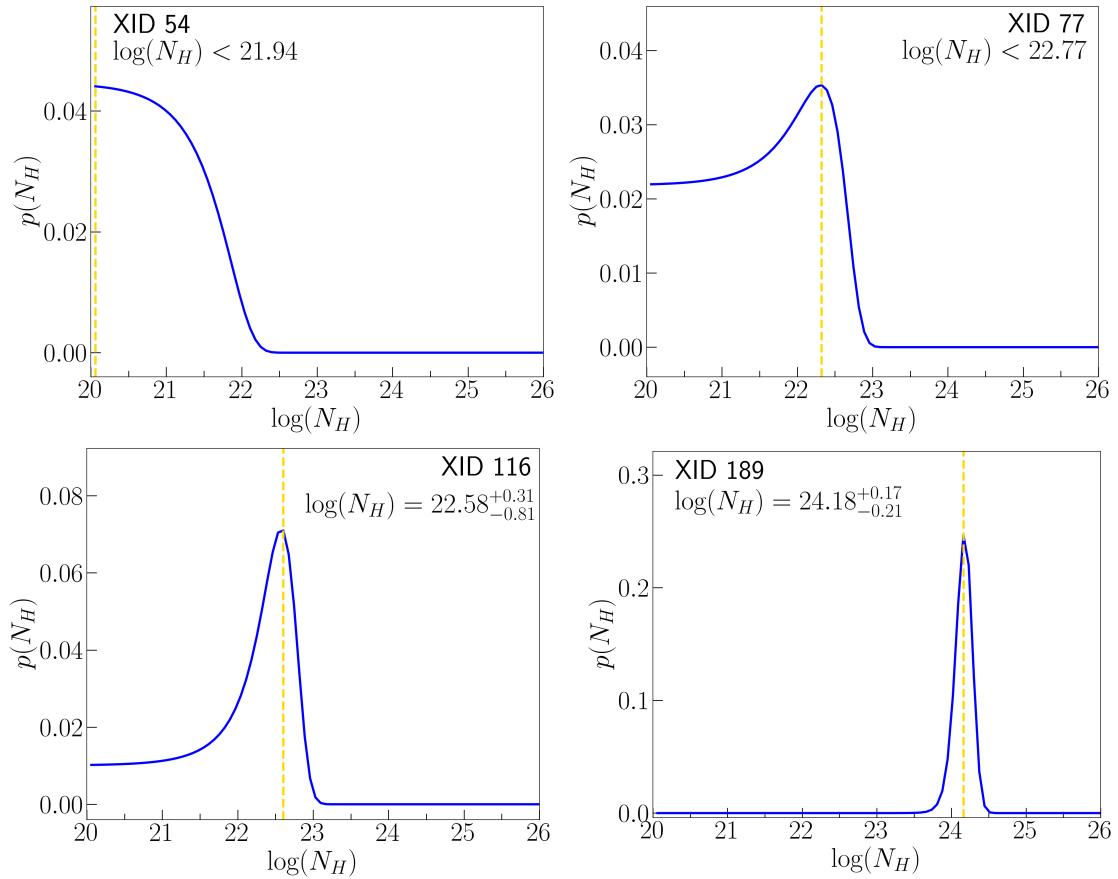 XID 54
log(N_H) < 21.94
p(N_H)
0.04
0.02
0.00
20 21 22 23 24 25 26
log(N_H)
XID 77
log(N_H) < 22.77
p(N_H)
0.04
0.03
0.02
0.01
0.00
20 21 22 23 24 25 26
log(N_H)
XID 116
log(N_H) = 22.58^{+0.31}_{-0.81}
p(N_H)
0.08
0.06
0.04
0.02
0.00
20 21 22 23 24 25 26
log(N_H)
XID 189
log(N_H) = 24.18^{+0.17}_{-0.21}
p(N_H)
0.3
0.2
0.1
0.0
20 21 22 23 24 25 26
log(N_H)